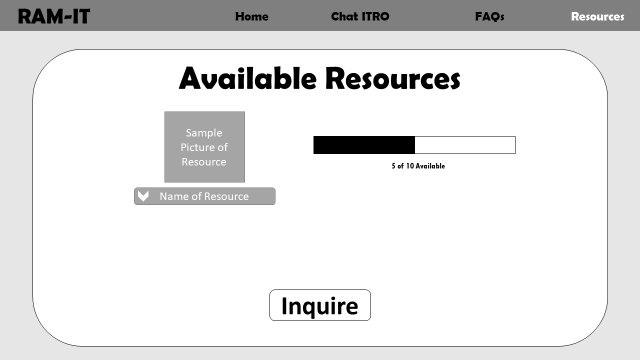 RAM-IT
Home
Chat ITRO
FAQs
Resources
Available Resources
Sample
Picture of
Resource
5 of 10 Available
Name of Resource
Inquire